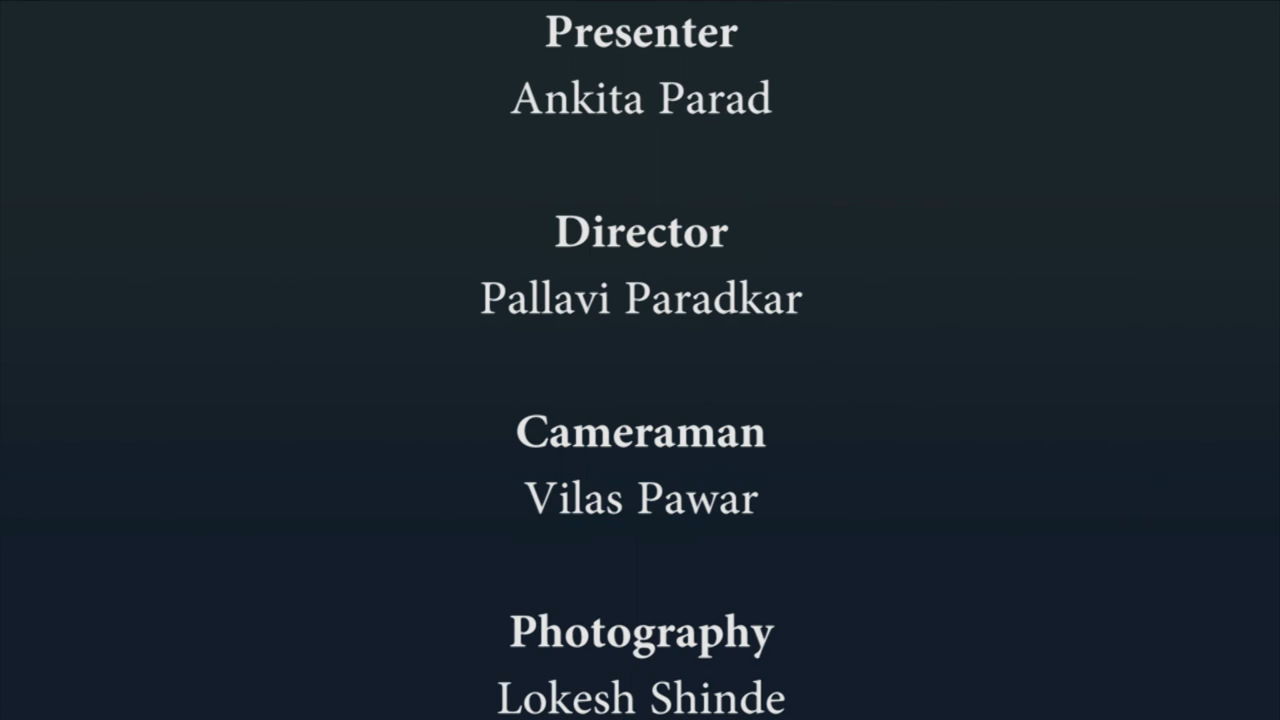 Presenter
Ankita Parad
Director
Pallavi Paradkar
Cameraman
Vilas Pawar
Photography
Lokesh Shinde